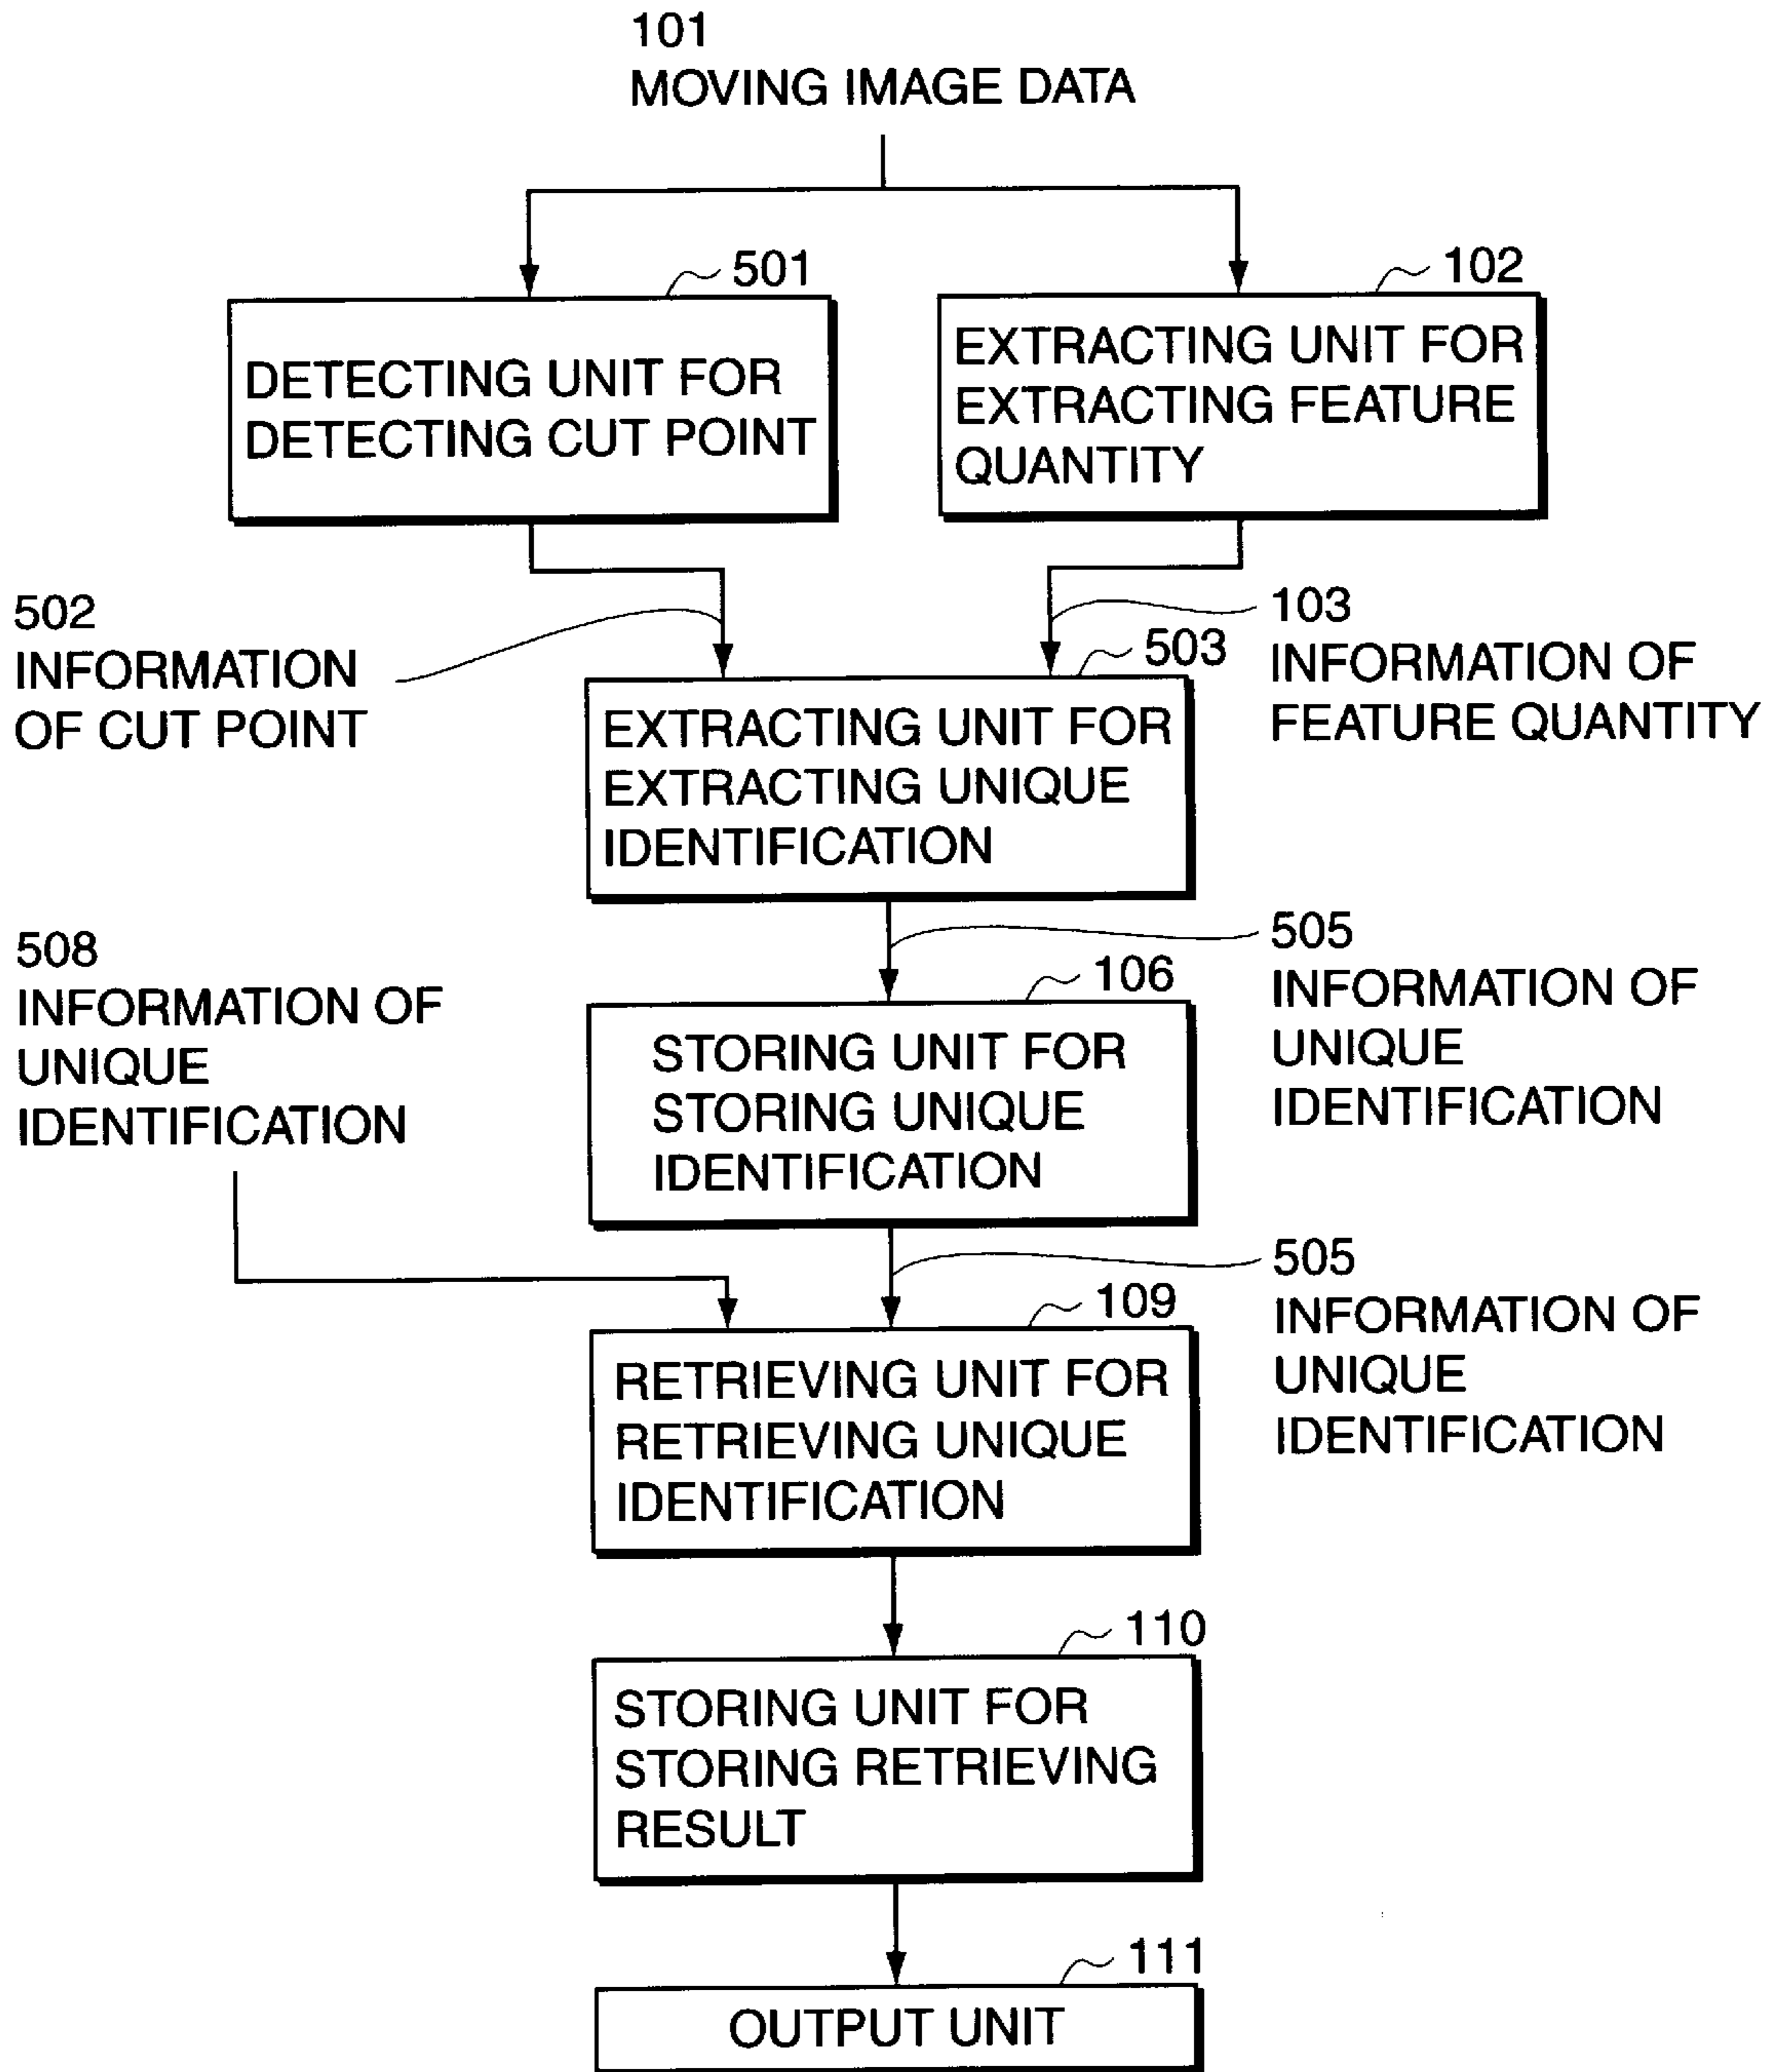 101
MOVING IMAGE DATA
501
DETECTING UNIT FOR
DETECTING CUT POINT
102
EXTRACTING UNIT FOR
EXTRACTING FEATURE
QUANTITY
502
INFORMATION
OF CUT POINT
103
INFORMATION OF
FEATURE QUANTITY
503
EXTRACTING UNIT FOR
EXTRACTING UNIQUE
IDENTIFICATION
505
INFORMATION OF
UNIQUE
IDENTIFICATION
508
INFORMATION OF
UNIQUE
IDENTIFICATION
106
STORING UNIT FOR
STORING UNIQUE
IDENTIFICATION
505
INFORMATION OF
UNIQUE
IDENTIFICATION
109
RETRIEVING UNIT FOR
RETRIEVING UNIQUE
IDENTIFICATION
110
STORING UNIT FOR
STORING RETRIEVING
RESULT
111
OUTPUT UNIT